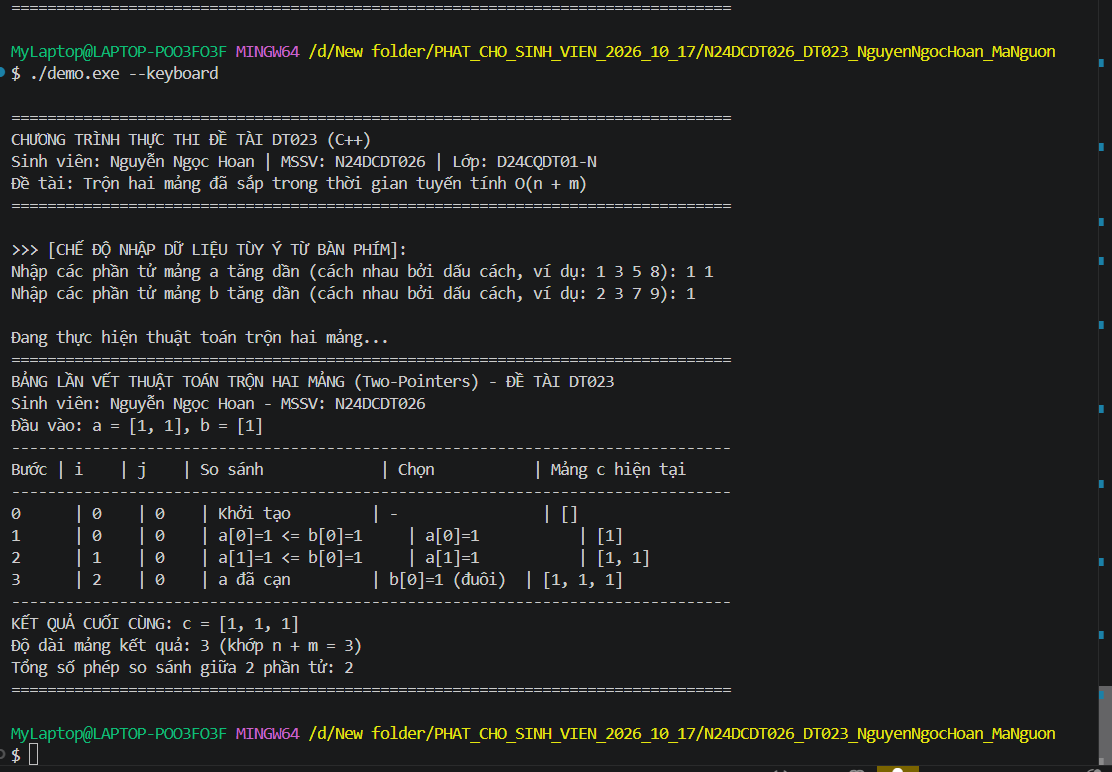 ================================================================================
MyLaptop@LAPTOP-POO3FO3F MINGW64 /d/New folder/PHAT_CHO_SINH_VIEN_2026_10_17/N24DCDT026_DT023_NguyenNgocHoan_MaNguon
$ ./demo.exe --keyboard
================================================================================
CHƯƠNG TRÌNH THỰC THI ĐỀ TÀI DT023 (C++)
Sinh viên: Nguyễn Ngọc Hoan | MSSV: N24DCDT026 | Lớp: D24CQDT01-N
Đề tài: Trộn hai mảng đã sắp trong thời gian tuyến tính O(n + m)
================================================================================
>>> [CHẾ ĐỘ NHẬP DỮ LIỆU TÙY Ý TỪ BÀN PHÍM]:
Nhập các phần tử mảng a tăng dần (cách nhau bởi dấu cách, ví dụ: 1 3 5 8): 1 1
Nhập các phần tử mảng b tăng dần (cách nhau bởi dấu cách, ví dụ: 2 3 7 9): 1
Đang thực hiện thuật toán trộn hai mảng...
================================================================================
BẢNG LẦN VẾT THUẬT TOÁN TRỘN HAI MẢNG (Two-Pointers) - ĐỀ TÀI DT023
Sinh viên: Nguyễn Ngọc Hoan - MSSV: N24DCDT026
Đầu vào: a = [1, 1], b = [1]
--------------------------------------------------------------------------------
Bước | i    | j    | So sánh             | Chọn           | Mảng c hiện tại
--------------------------------------------------------------------------------
0      | 0    | 0    | Khởi tạo         | -                | []
1      | 0    | 0    | a[0]=1 <= b[0]=1     | a[0]=1           | [1]
2      | 1    | 0    | a[1]=1 <= b[0]=1     | a[1]=1           | [1, 1]
3      | 2    | 0    | a đã cạn         | b[0]=1 (đuôi)  | [1, 1, 1]
--------------------------------------------------------------------------------
KẾT QUẢ CUỐI CÙNG: c = [1, 1, 1]
Độ dài mảng kết quả: 3 (khớp n + m = 3)
Tổng số phép so sánh giữa 2 phần tử: 2
================================================================================
MyLaptop@LAPTOP-POO3FO3F MINGW64 /d/New folder/PHAT_CHO_SINH_VIEN_2026_10_17/N24DCDT026_DT023_NguyenNgocHoan_MaNguon
$